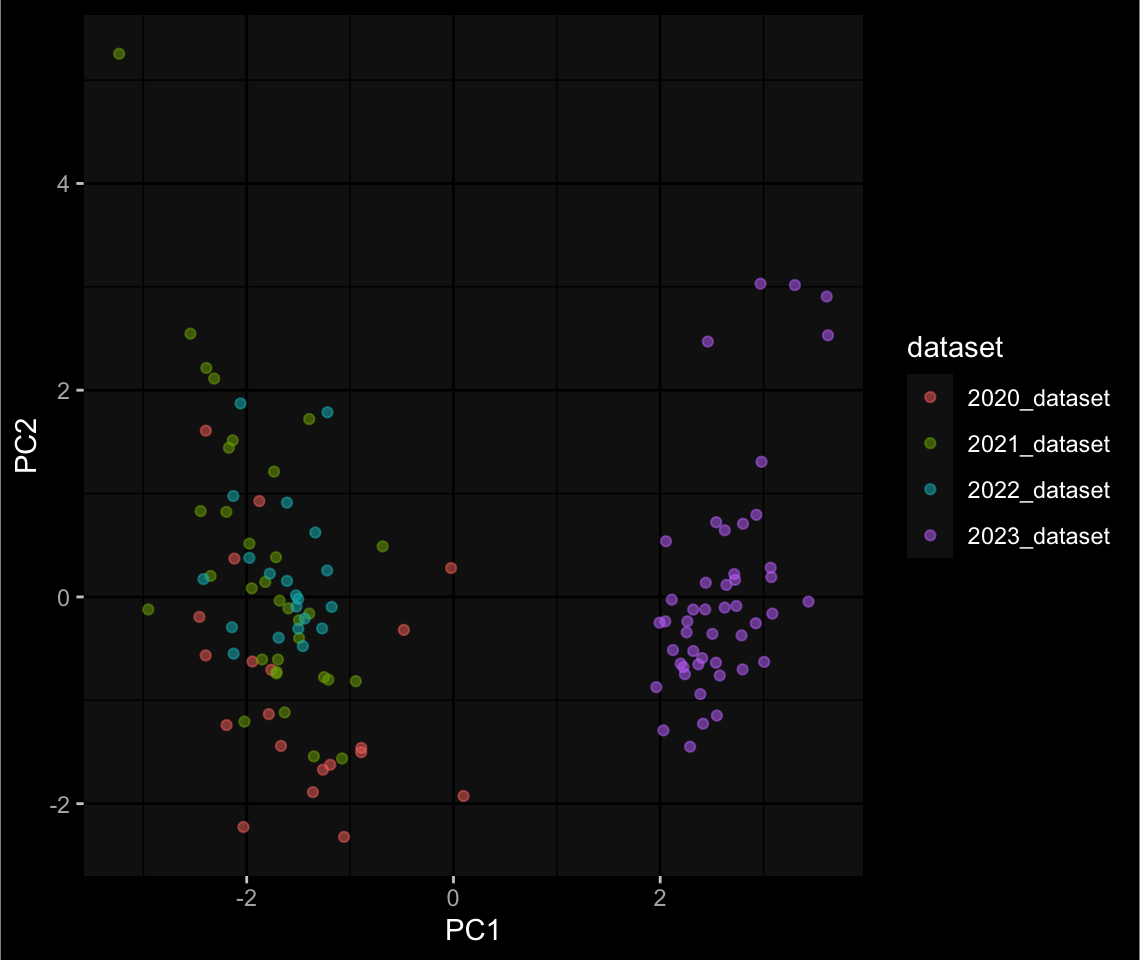 4
2
0
-2
PC2
-2 0 2
PC1
dataset
2020_dataset
2021_dataset
2022_dataset
2023_dataset